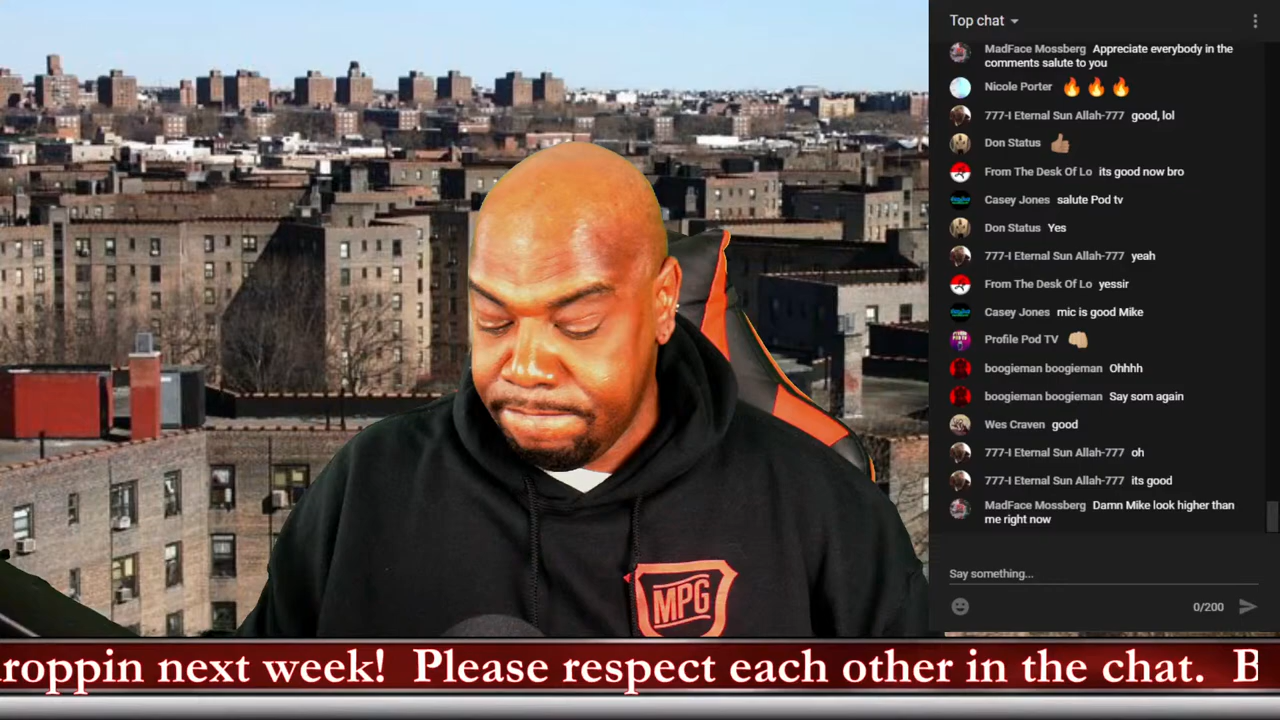 Top chat
MadFace Mossberg Appreciate everybody in the
comments salute to you
Nicole Porter 🔥🔥🔥
777-I Eternal Sun Allah-777 good, lol
Don Status 👍🏽
From The Desk Of Lo its good now bro
Casey Jones salute Pod tv
Don Status Yes
777-I Eternal Sun Allah-777 yeah
From The Desk Of Lo yessir
Casey Jones mic is good Mike
Profile Pod TV 👊🏼
boogieman boogieman Ohhhh
boogieman boogieman Say som again
Wes Craven good
777-I Eternal Sun Allah-777 oh
777-I Eternal Sun Allah-777 its good
MadFace Mossberg Damn Mike look higher than
me right now
Say something...
0/200
MPG
roppin next week! Please respect each other in the chat. B